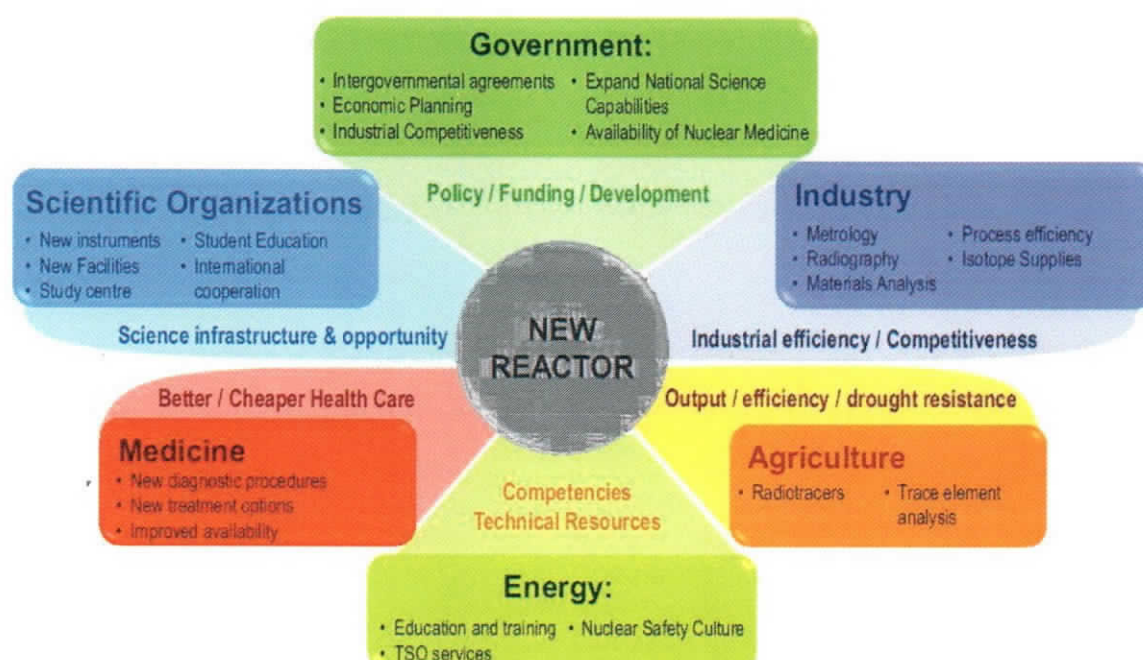 Government:
• Intergovernmental agreements
• Economic Planning
• Industrial Competitiveness
• Expand National Science
Capabilities
• Availability of Nuclear Medicine
Policy / Funding / Development
Scientific Organizations
• New instruments
• New Facilities
• Study centre
• Student Education
• International
cooperation
Science infrastructure & opportunity
Industry
• Metrology
• Radiography
• Materials Analysis
• Process efficiency
• Isotope Supplies
Industrial efficiency / Competitiveness
NEW
REACTOR
Better / Cheaper Health Care
Medicine
• New diagnostic procedures
• New treatment options
• Improved availability
Output / efficiency / drought resistance
Agriculture
• Radiotracers
• Trace element
analysis
Competencies
Technical Resources
Energy:
• Education and training
• TSO services
• Nuclear Safety Culture